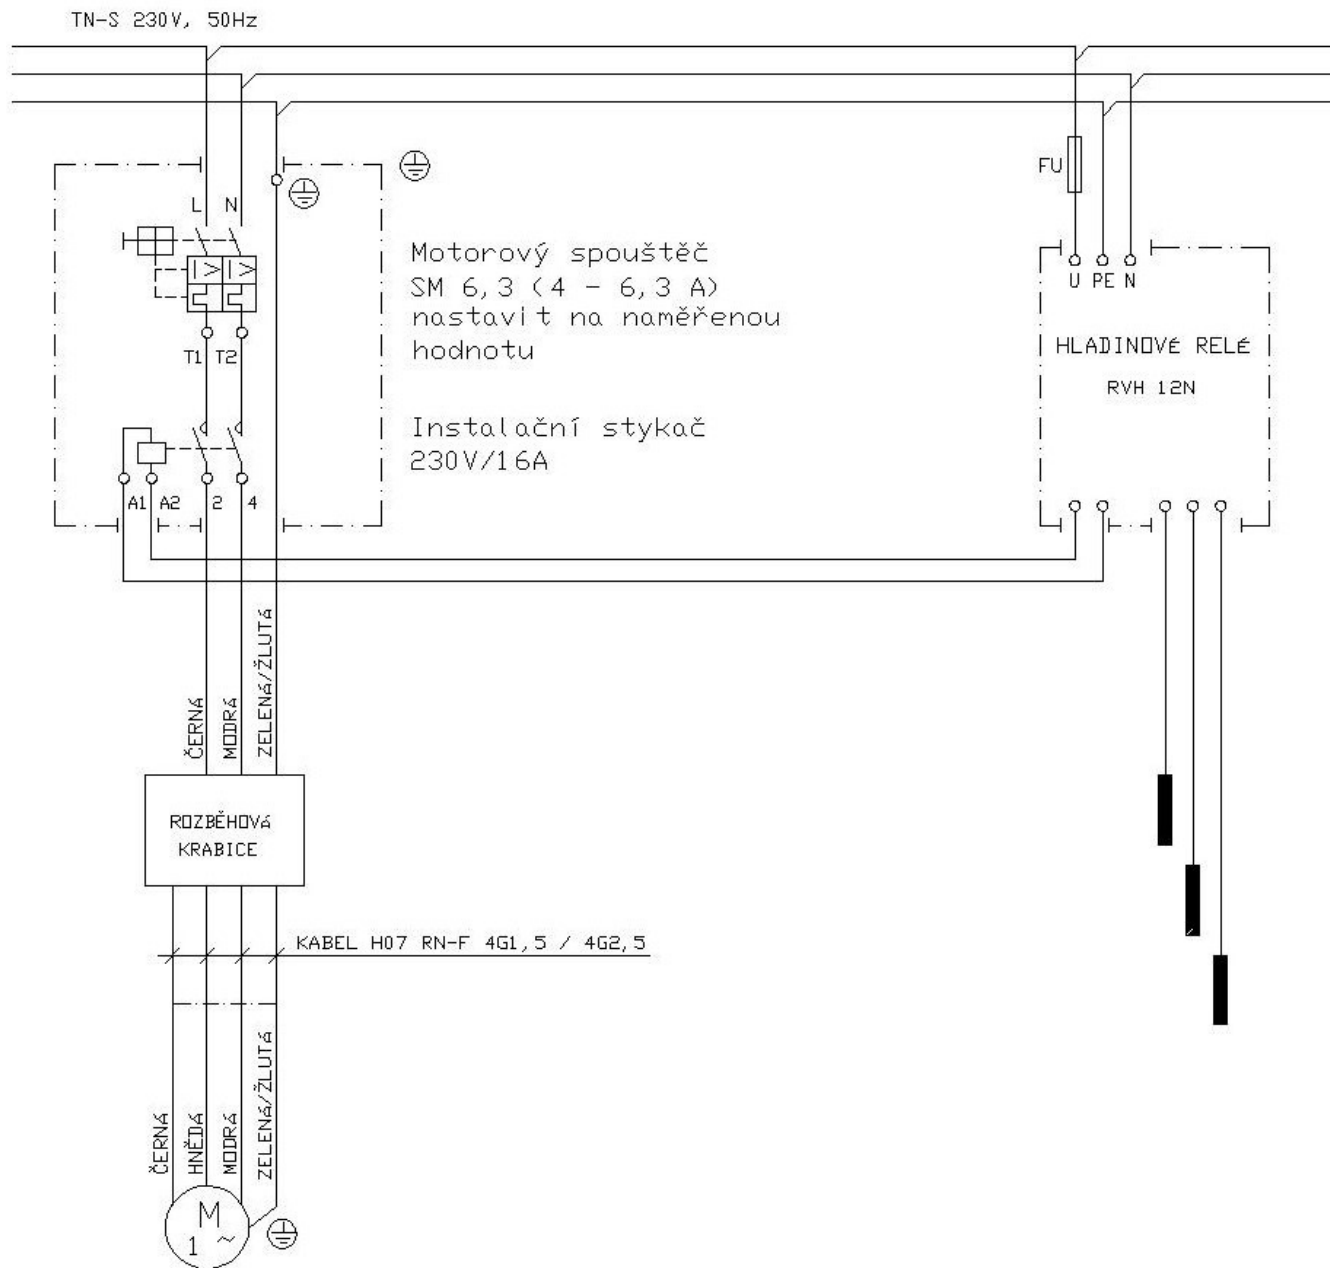 TN-S 230V, 50Hz
FU
L N
U PE N
Motorový spouštěč
SM 6,3 (4 - 6,3 A)
nastavit na naměřenou
hodnotu
I> I>
T1 T2
HLADINOVÉ RELÉ
RVH 12N
Instalační stykač
230V/16A
A1 A2 2 4
ČERNÁ
MODRÁ
ZELENÁ/ŽLUTÁ
ROZBĚHOVÁ
KRABICE
KABEL H07 RN-F 4G1,5 / 4G2,5
ČERNÁ
HNĚDÁ
MODRÁ
ZELENÁ/ŽLUTÁ
M
1 ~